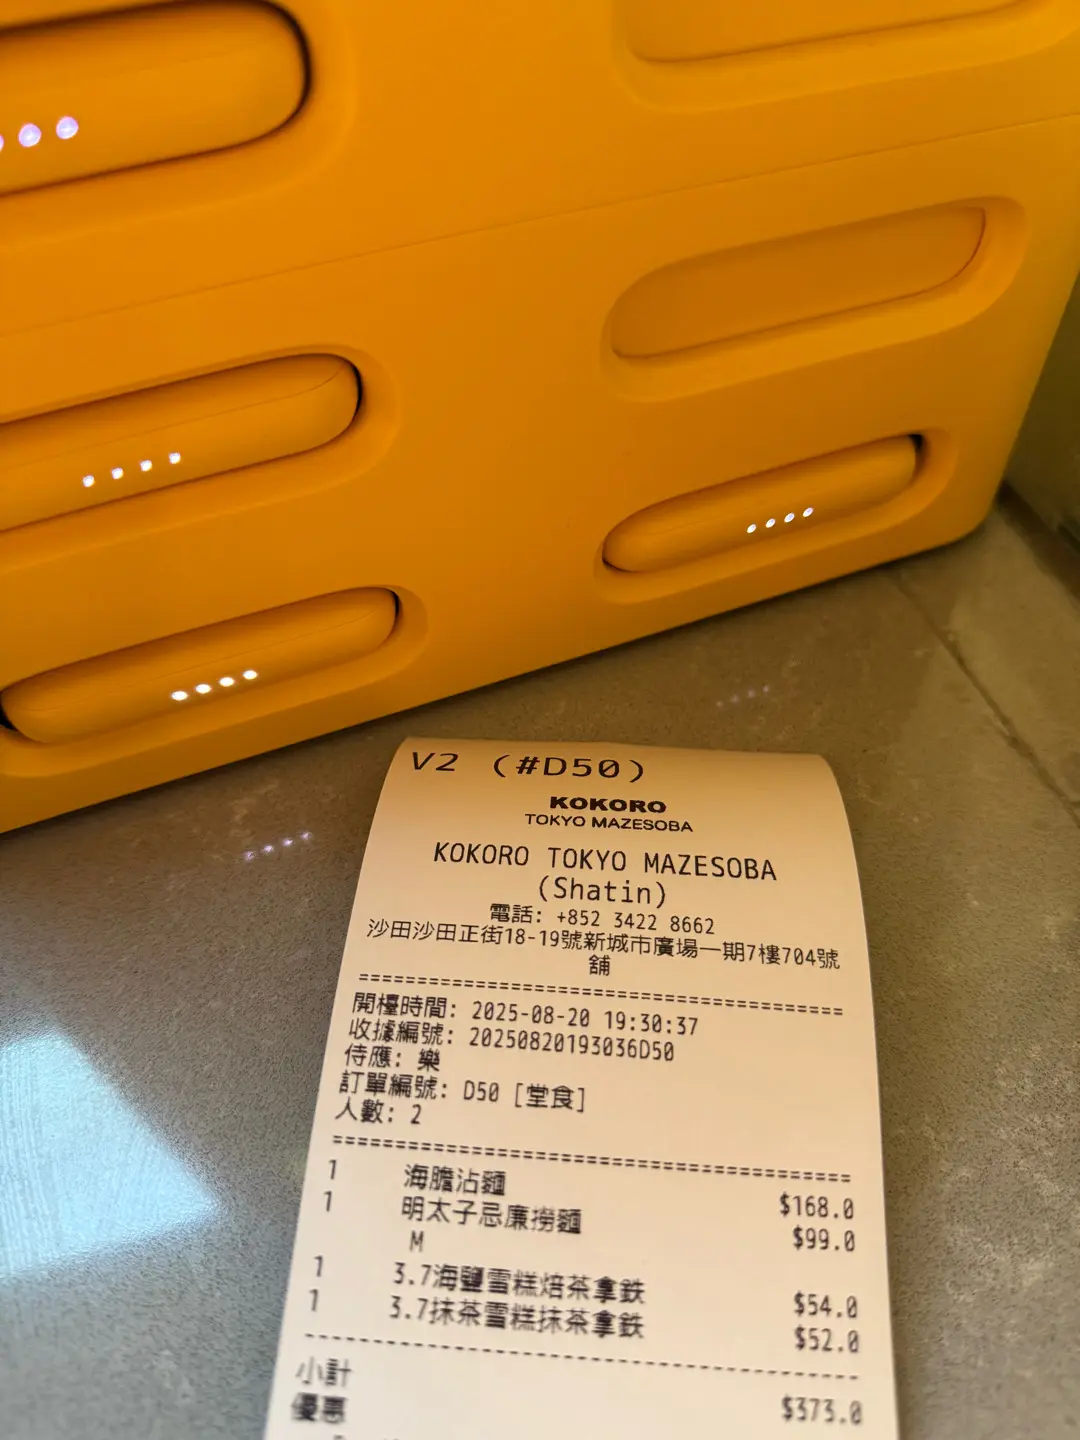 V2 (#D50)
KOKORO
TOKYO MAZESOBA
KOKORO TOKYO MAZESOBA
(Shatin)
電話: +852 3422 8662
沙田沙田正街18-19號新城市廣場一期7樓704號
舖
========================================
開檯時間: 2025-08-20 19:30:37
收據編號: 20250820193036D50
侍應: 樂
訂單編號: D50 [堂食]
人數: 2
========================================
1 海膽沾麵 $168.0
1 明太子忌廉撈麵 $99.0
M
1 3.7海鹽雪糕焙茶拿鉄 $54.0
1 3.7抹茶雪糕抹茶拿鉄 $52.0
----------------------------------------
小計 $373.0
優惠